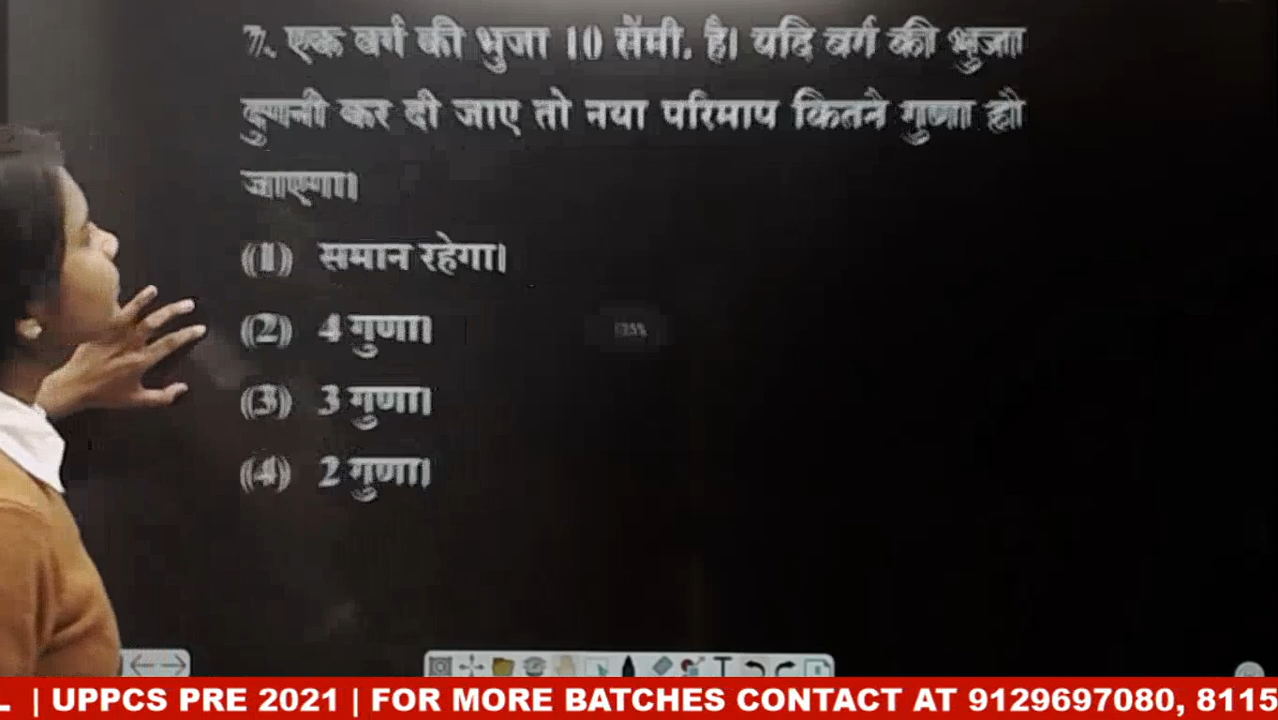 7. एक वर्ग की भुजा 10 सेंमी. है। यदि वर्ग की भुजा
दुगनी कर दी जाए तो नया परिमाप कितने गुणा हो
जाएगा।
(1) समान रहेगा।
(2) 4 गुणा।
(3) 3 गुणा।
(4) 2 गुणा।
L | UPPCS PRE 2021 | FOR MORE BATCHES CONTACT AT 9129697080, 8115